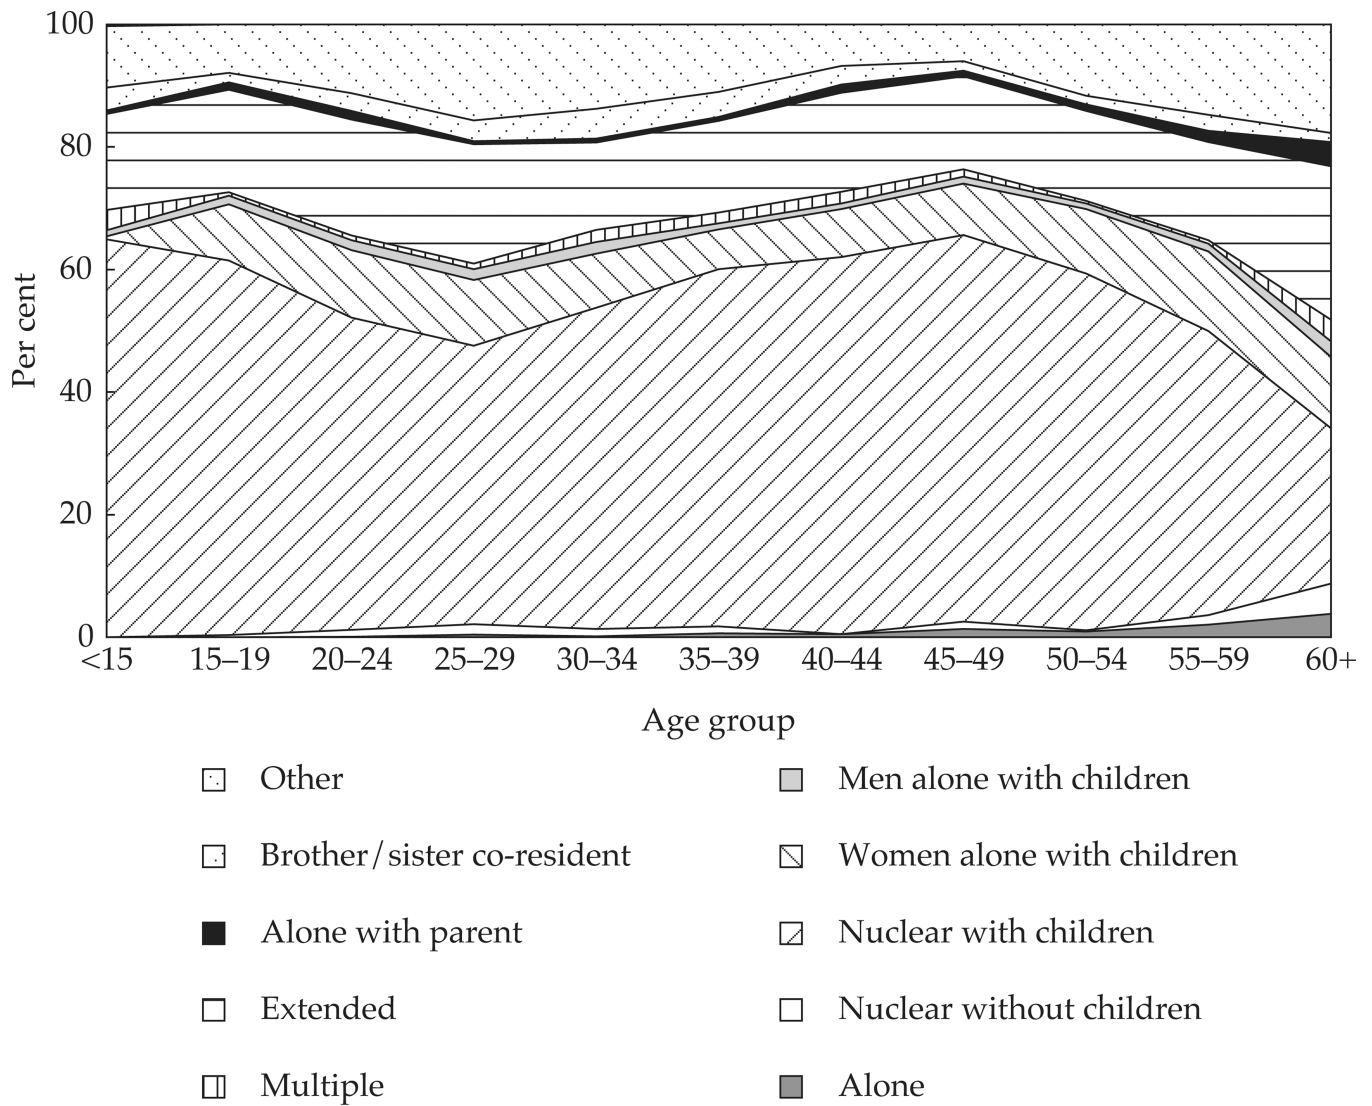 100
80
60
40
20
0
Per cent
<15 15–19 20–24 25–29 30–34 35–39 40–44 45–49 50–54 55–59 60+
Age group
Other
Brother/sister co-resident
Alone with parent
Extended
Multiple
Men alone with children
Women alone with children
Nuclear with children
Nuclear without children
Alone